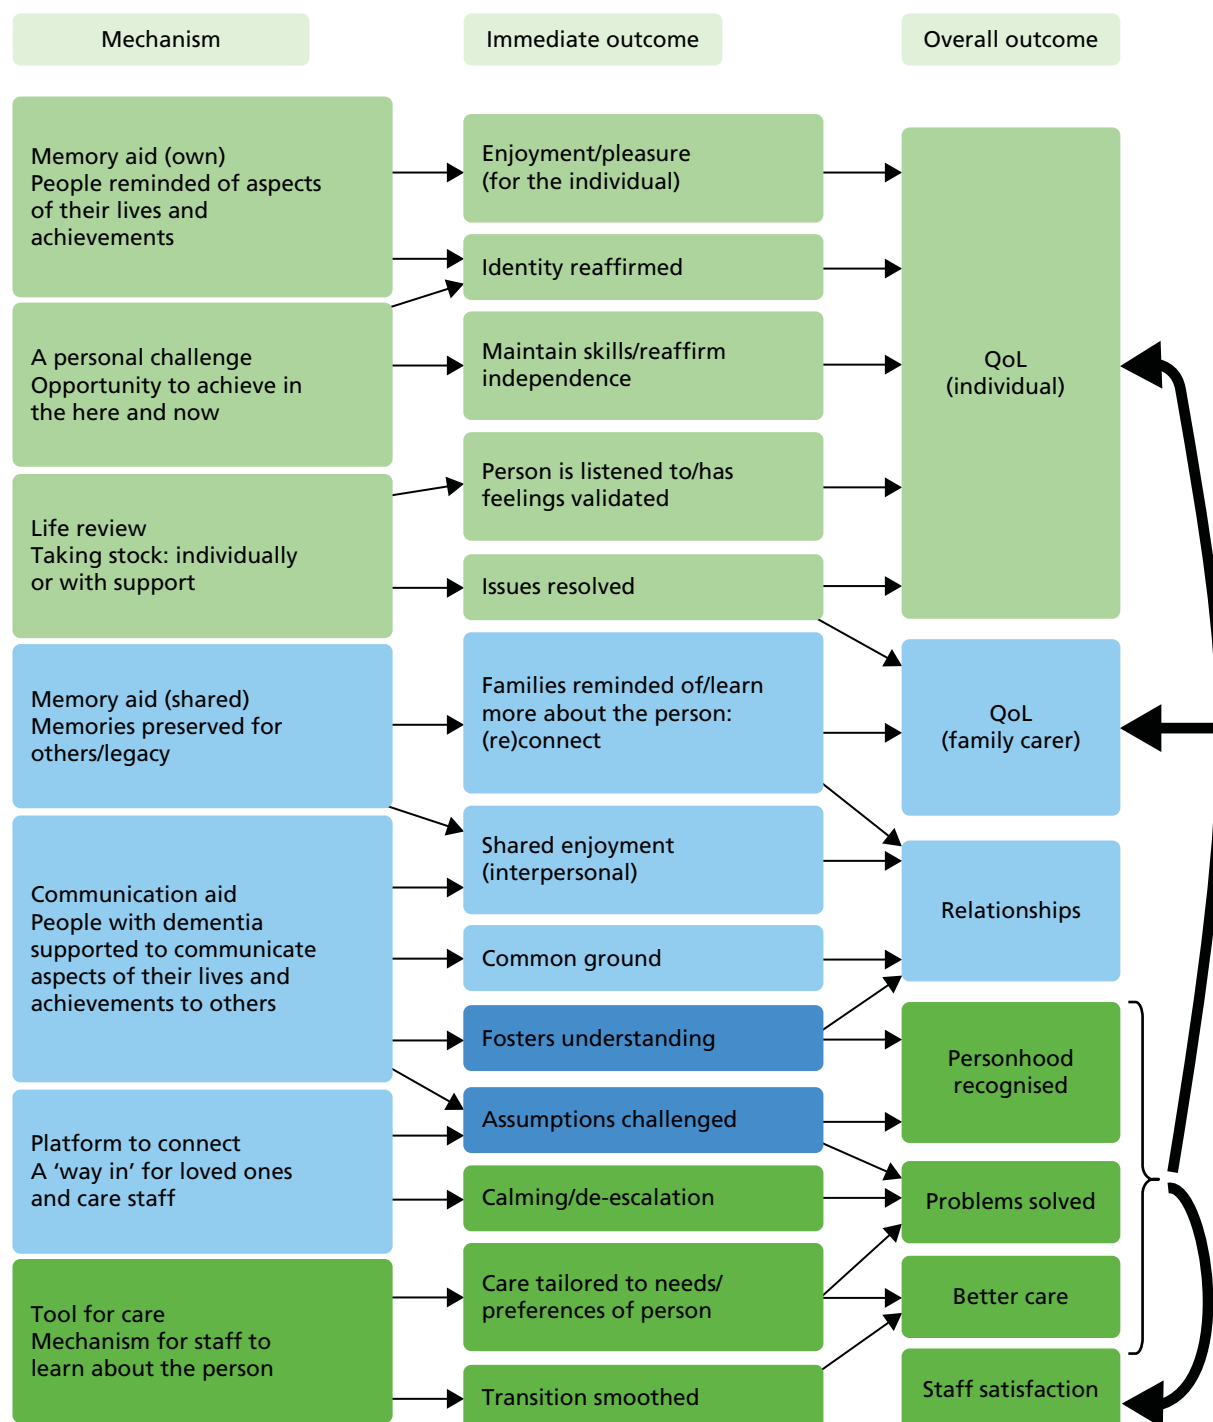 Mechanism
Immediate outcome
Overall outcome
Memory aid (own)
People reminded of aspects
of their lives and
achievements
A personal challenge
Opportunity to achieve in
the here and now
Life review
Taking stock: individually
or with support
Memory aid (shared)
Memories preserved for
others/legacy
Communication aid
People with dementia
supported to communicate
aspects of their lives and
achievements to others
Platform to connect
A ‘way in’ for loved ones
and care staff
Tool for care
Mechanism for staff to
learn about the person
Enjoyment/pleasure
(for the individual)
Identity reaffirmed
Maintain skills/reaffirm
independence
Person is listened to/has
feelings validated
Issues resolved
Families reminded of/learn
more about the person:
(re)connect
Shared enjoyment
(interpersonal)
Common ground
Fosters understanding
Assumptions challenged
Calming/de-escalation
Care tailored to needs/
preferences of person
Transition smoothed
QoL
(individual)
QoL
(family carer)
Relationships
Personhood
recognised
Problems solved
Better care
Staff satisfaction